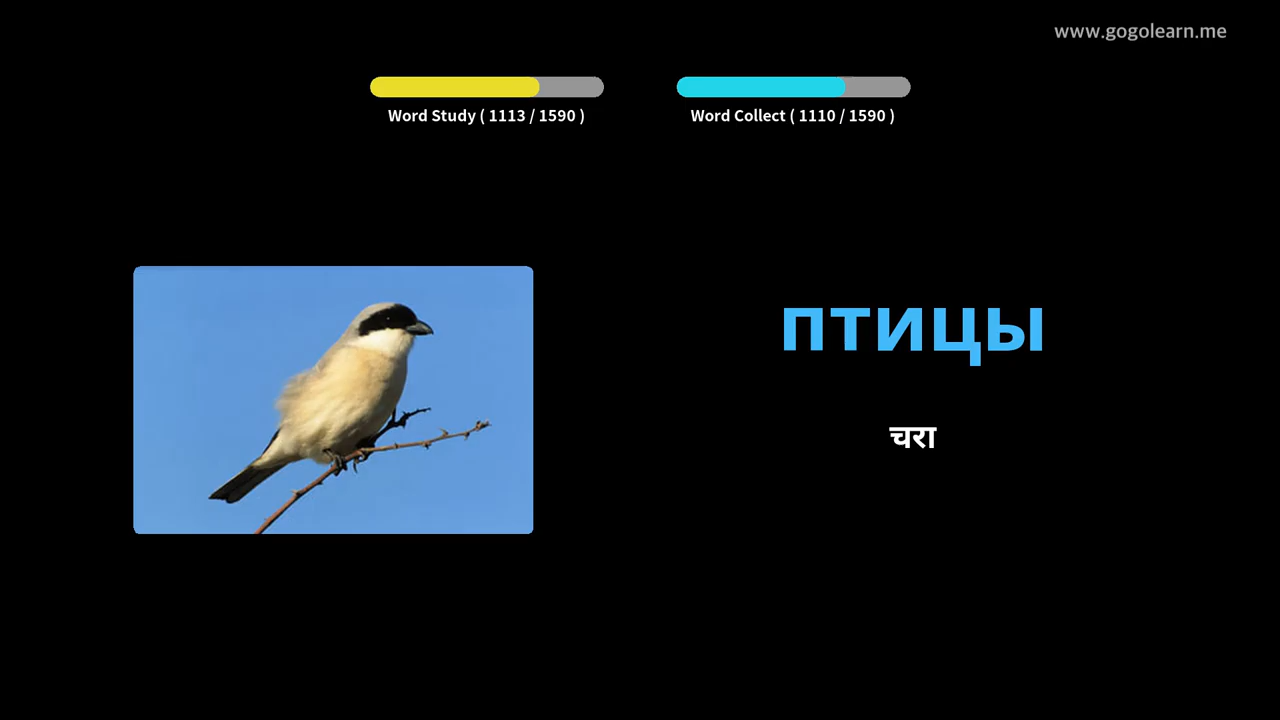 www.gogolearn.me
Word Study ( 1113 / 1590 )
Word Collect ( 1110 / 1590 )
птицы
चरा